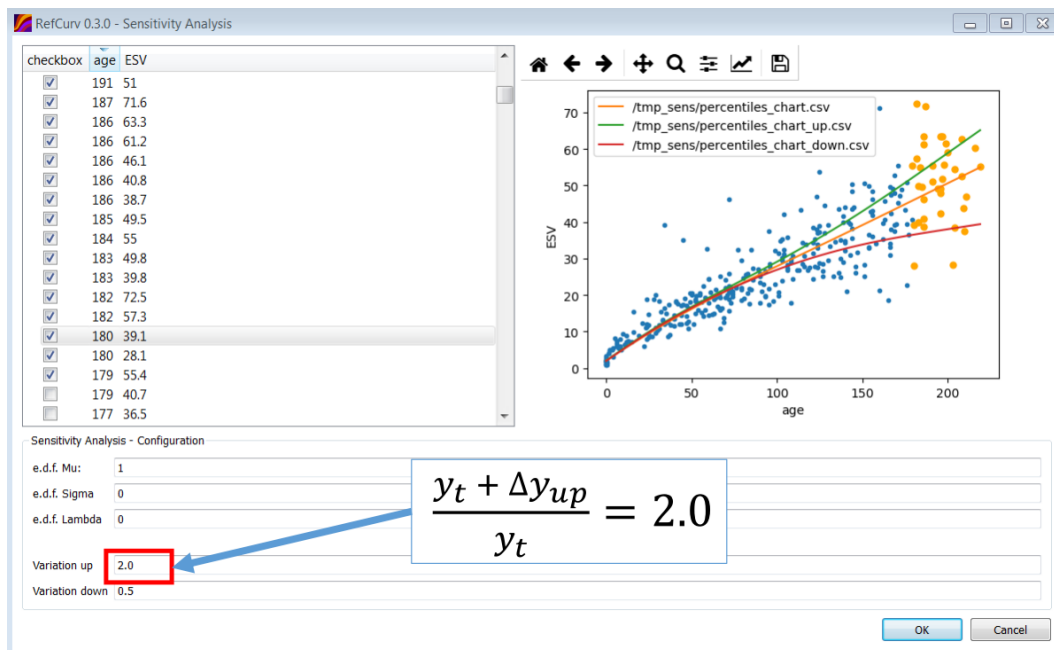 RefCurv 0.3.0 - Sensitivity Analysis
checkbox age ESV
191 51
187 71.6
186 63.3
186 61.2
186 46.1
186 40.8
186 38.7
185 49.5
184 55
183 49.8
183 39.8
182 72.5
182 57.3
180 39.1
180 28.1
179 55.4
179 40.7
177 36.5
/tmp_sens/percentiles_chart.csv
/tmp_sens/percentiles_chart_up.csv
/tmp_sens/percentiles_chart_down.csv
70
60
50
40
30
20
10
0
ESV
0 50 100 150 200
age
Sensitivity Analysis - Configuration
e.d.f. Mu: 1
e.d.f. Sigma 0
e.d.f. Lambda 0
Variation up 2.0
Variation down 0.5
y_t + Δy_up
= 2.0
y_t
OK Cancel